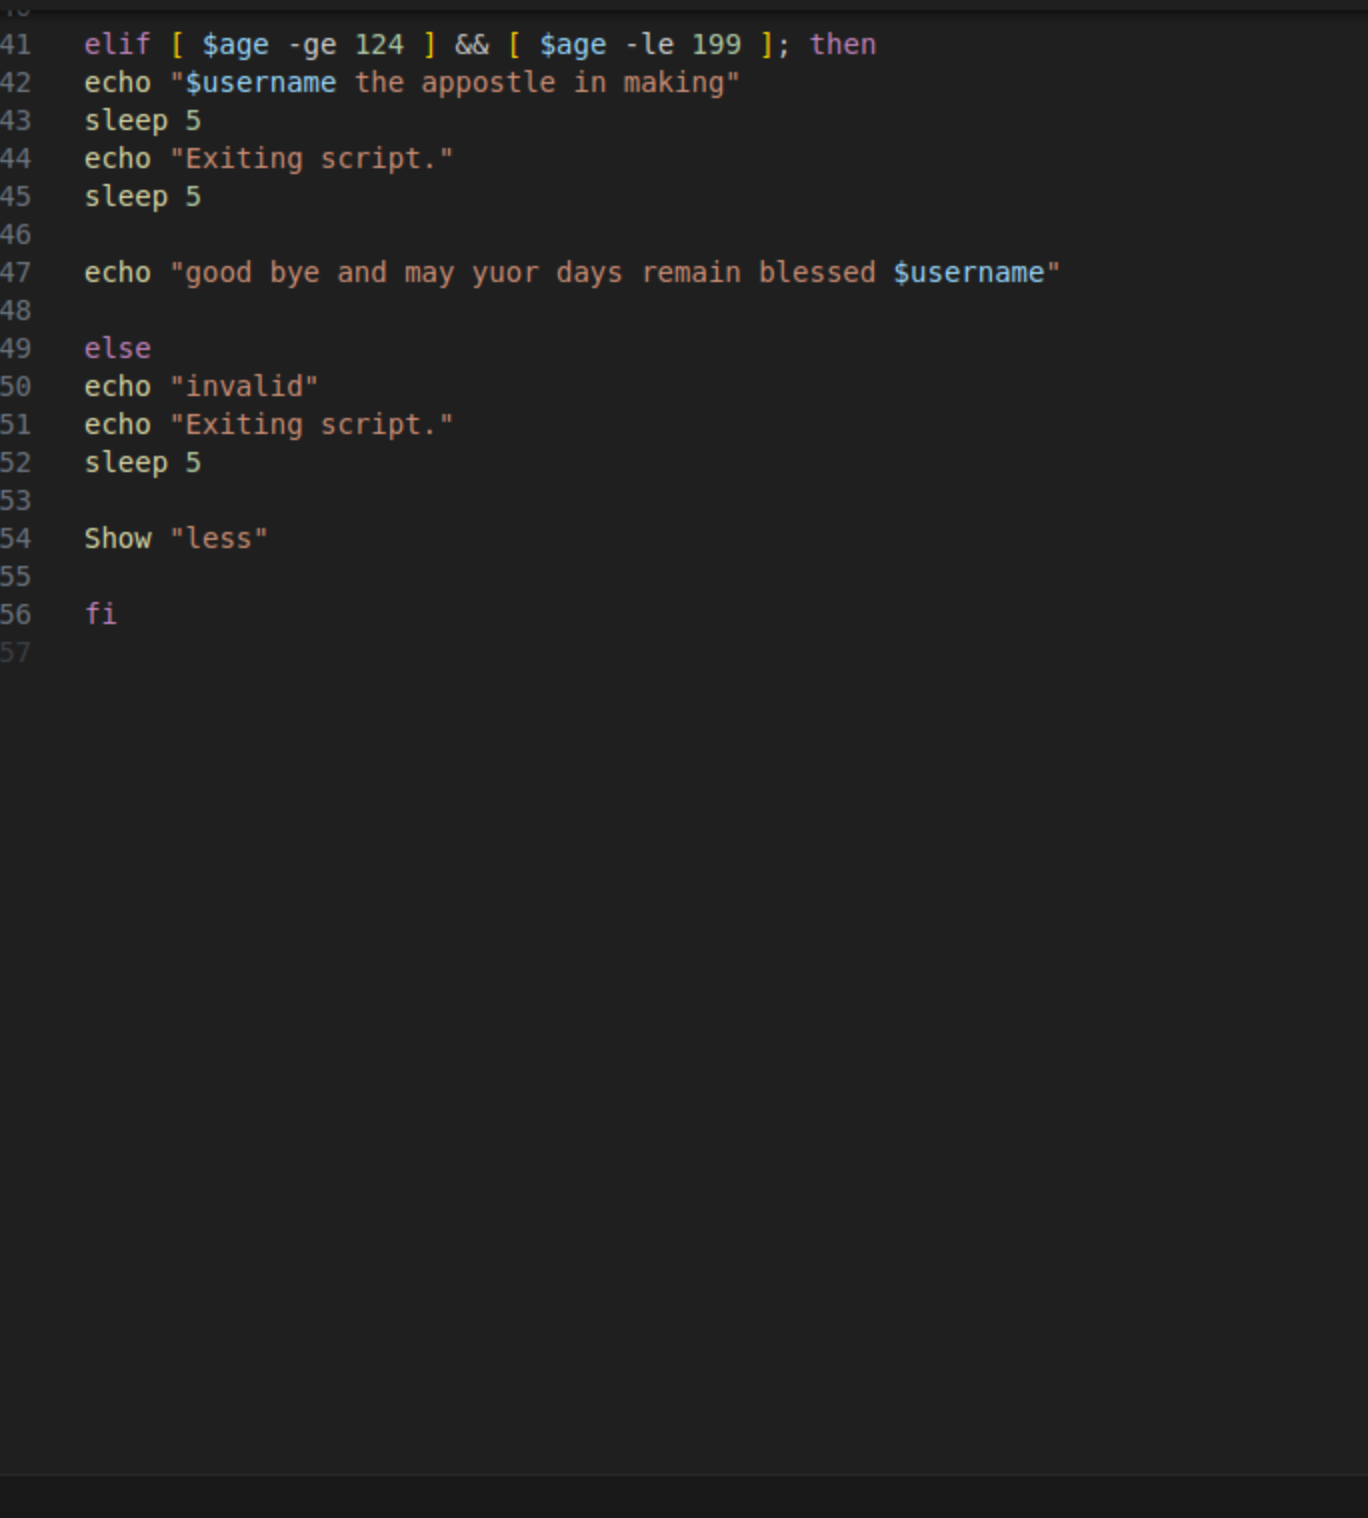 41 elif [ $age -ge 124 ] && [ $age -le 199 ]; then
42 echo "$username the appostle in making"
43 sleep 5
44 echo "Exiting script."
45 sleep 5
46
47 echo "good bye and may yuor days remain blessed $username"
48
49 else
50 echo "invalid"
51 echo "Exiting script."
52 sleep 5
53
54 Show "less"
55
56 fi
57